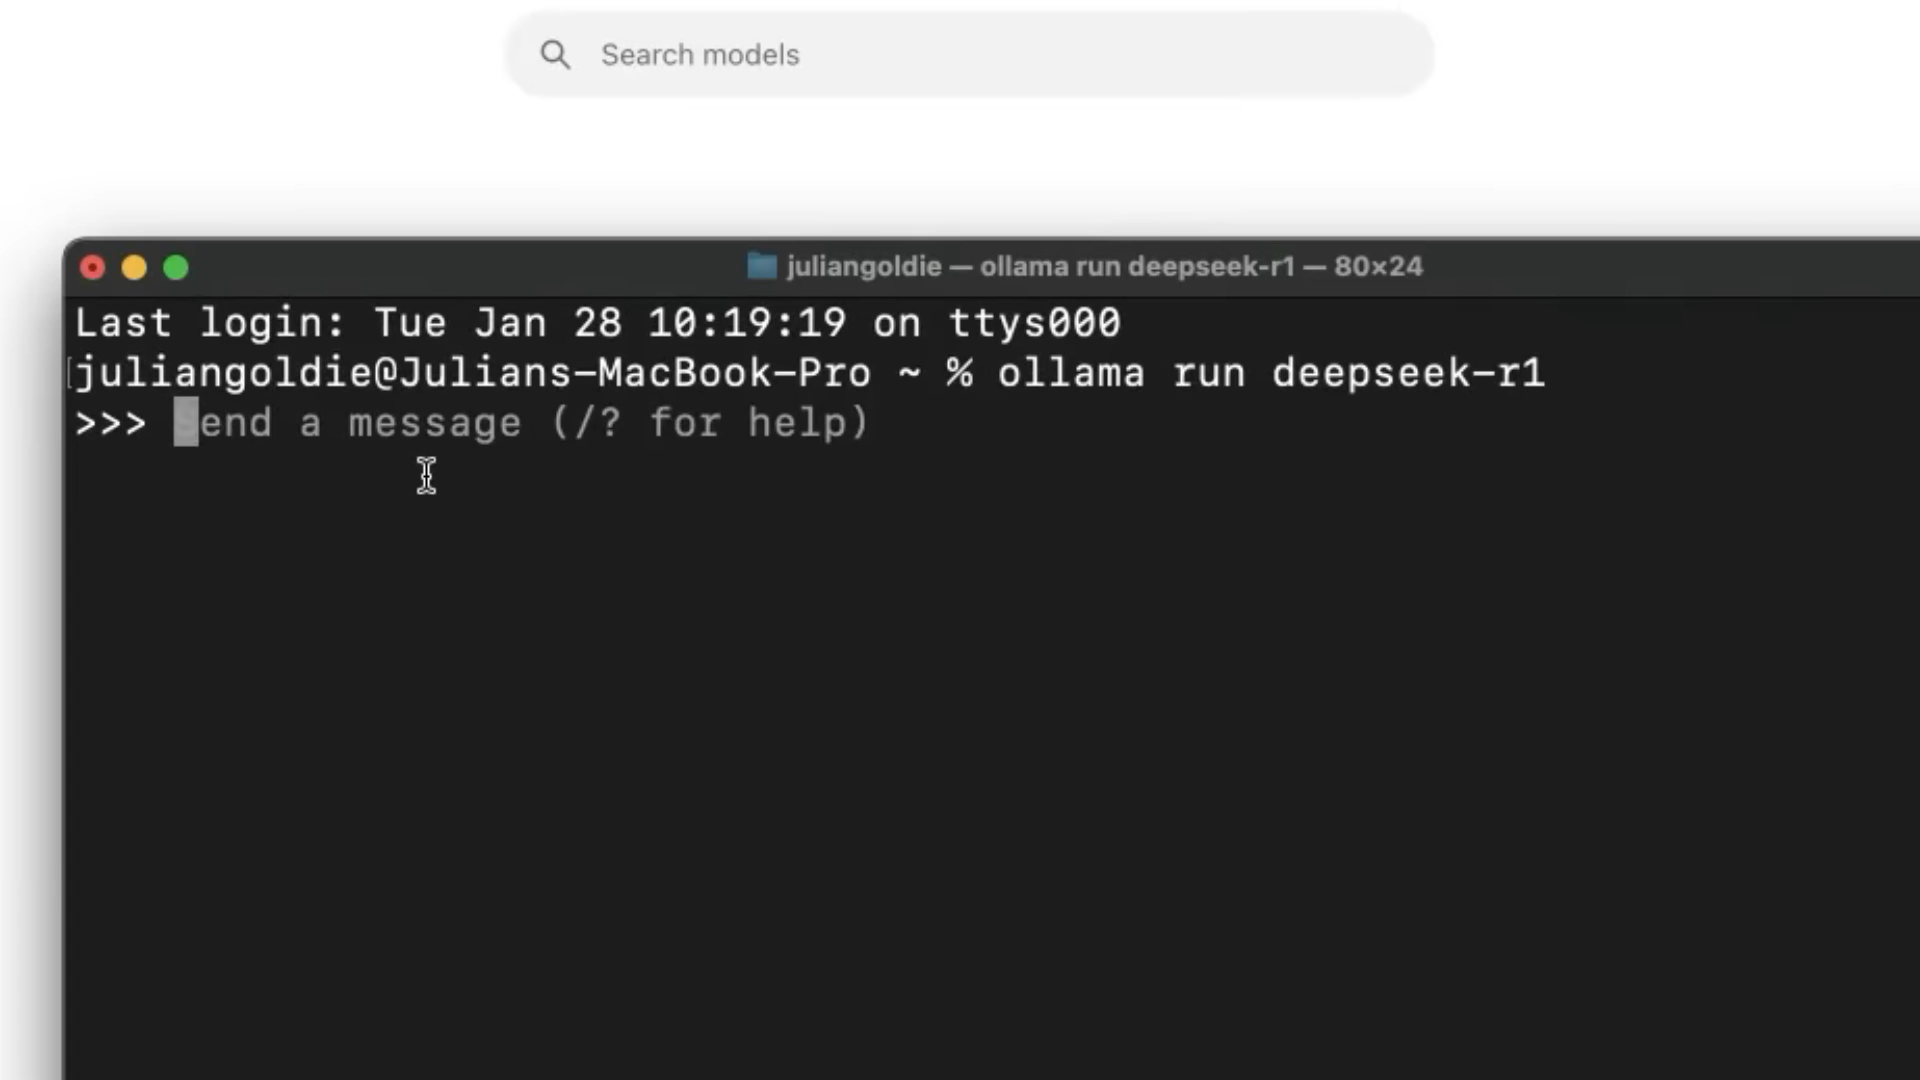 Search models
juliangoldie — ollama run deepseek-r1 — 80×24
Last login: Tue Jan 28 10:19:19 on ttys000
[juliangoldie@Julians-MacBook-Pro ~ % ollama run deepseek-r1
>>> Send a message (/? for help)